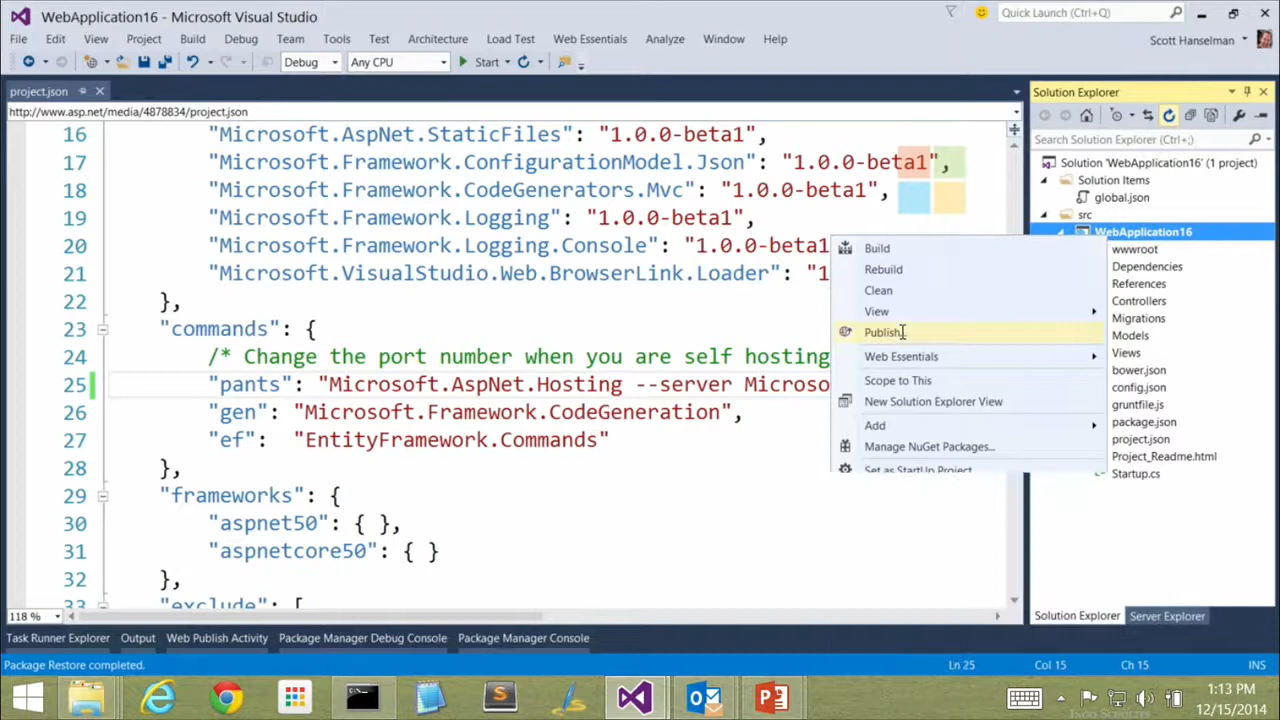 WebApplication16 - Microsoft Visual Studio
Quick Launch (Ctrl+Q)
File Edit View Project Build Debug Team Tools Test Architecture Load Test Web Essentials Analyze Window Help
Scott Hanselman
Debug Any CPU Start
project.json
http://www.asp.net/media/4878834/project.json
16 "Microsoft.AspNet.StaticFiles": "1.0.0-beta1",
17 "Microsoft.Framework.ConfigurationModel.Json": "1.0.0-beta1",
18 "Microsoft.Framework.CodeGenerators.Mvc": "1.0.0-beta1",
19 "Microsoft.Framework.Logging": "1.0.0-beta1",
20 "Microsoft.Framework.Logging.Console": "1.0.0-beta1
21 "Microsoft.VisualStudio.Web.BrowserLink.Loader": "1
22 },
23 "commands": {
24 /* Change the port number when you are self hosting
25 "pants": "Microsoft.AspNet.Hosting --server Microso
26 "gen": "Microsoft.Framework.CodeGeneration",
27 "ef": "EntityFramework.Commands"
28 },
29 "frameworks": {
30 "aspnet50": { },
31 "aspnetcore50": { }
32 },
33 "exclude": [
118 %
Build
Rebuild
Clean
View
Publish
Web Essentials
Scope to This
New Solution Explorer View
Add
Manage NuGet Packages...
Set as StartUp Project
Solution Explorer
Search Solution Explorer (Ctrl+;)
Solution 'WebApplication16' (1 project)
Solution Items
global.json
src
WebApplication16
wwwroot
Dependencies
References
Controllers
Migrations
Models
Views
bower.json
config.json
gruntfile.js
package.json
project.json
Project_Readme.html
Startup.cs
Solution Explorer Server Explorer
Task Runner Explorer Output Web Publish Activity Package Manager Debug Console Package Manager Console
Package Restore completed.
Ln 25 Col 15 Ch 15 INS
1:13 PM
12/15/2014